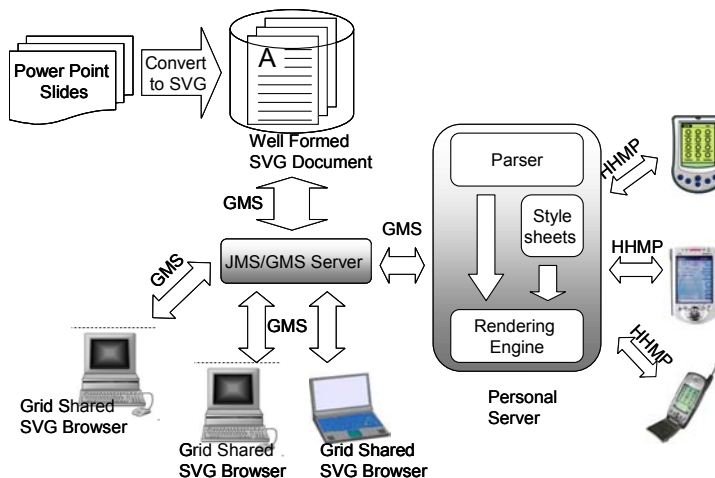 Power Point
Slides
Convert
to SVG
A
Well Formed
SVG Document
GMS
JMS/GMS Server
GMS
GMS
GMS
Grid Shared
SVG Browser
Grid Shared
SVG Browser
Grid Shared
SVG Browser
Parser
Style
sheets
Rendering
Engine
Personal
Server
HHMP
HHMP
HHMP